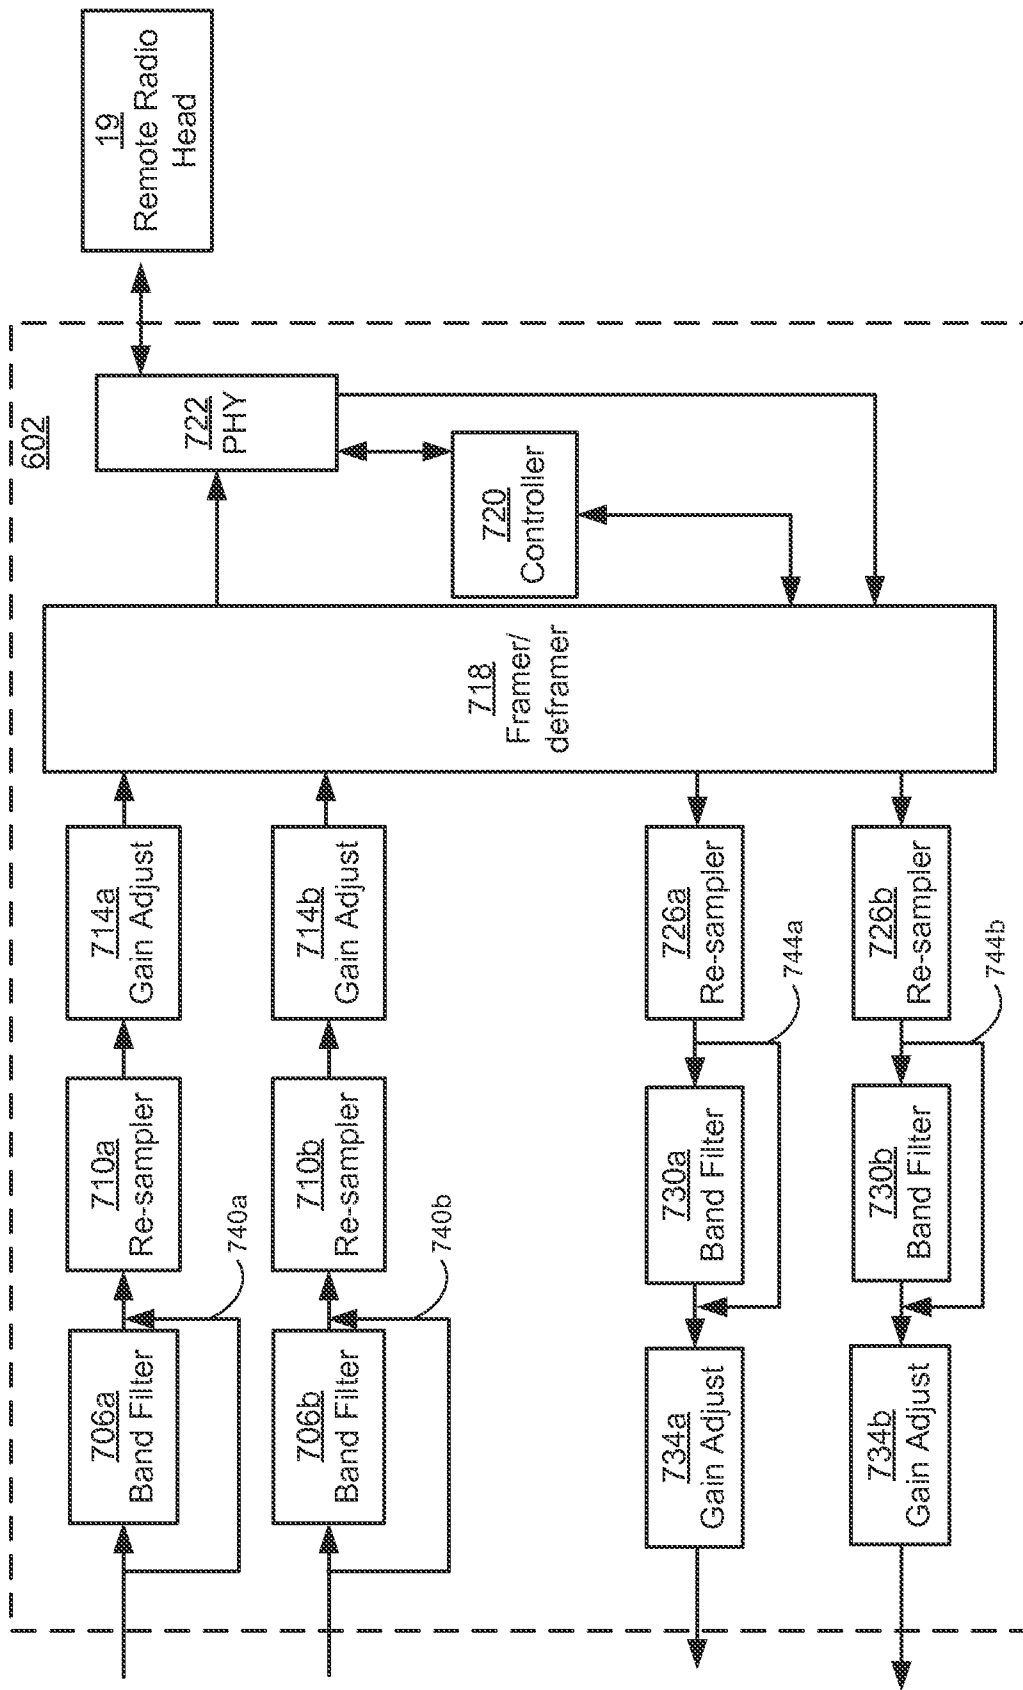 602
706a
Band Filter
740a
710a
Re-sampler
714a
Gain Adjust
706b
Band Filter
740b
710b
Re-sampler
714b
Gain Adjust
718
Framer/
deframer
720
Controller
722
PHY
19
Remote Radio
Head
734a
Gain Adjust
730a
Band Filter
726a
Re-sampler
744a
734b
Gain Adjust
730b
Band Filter
726b
Re-sampler
744b